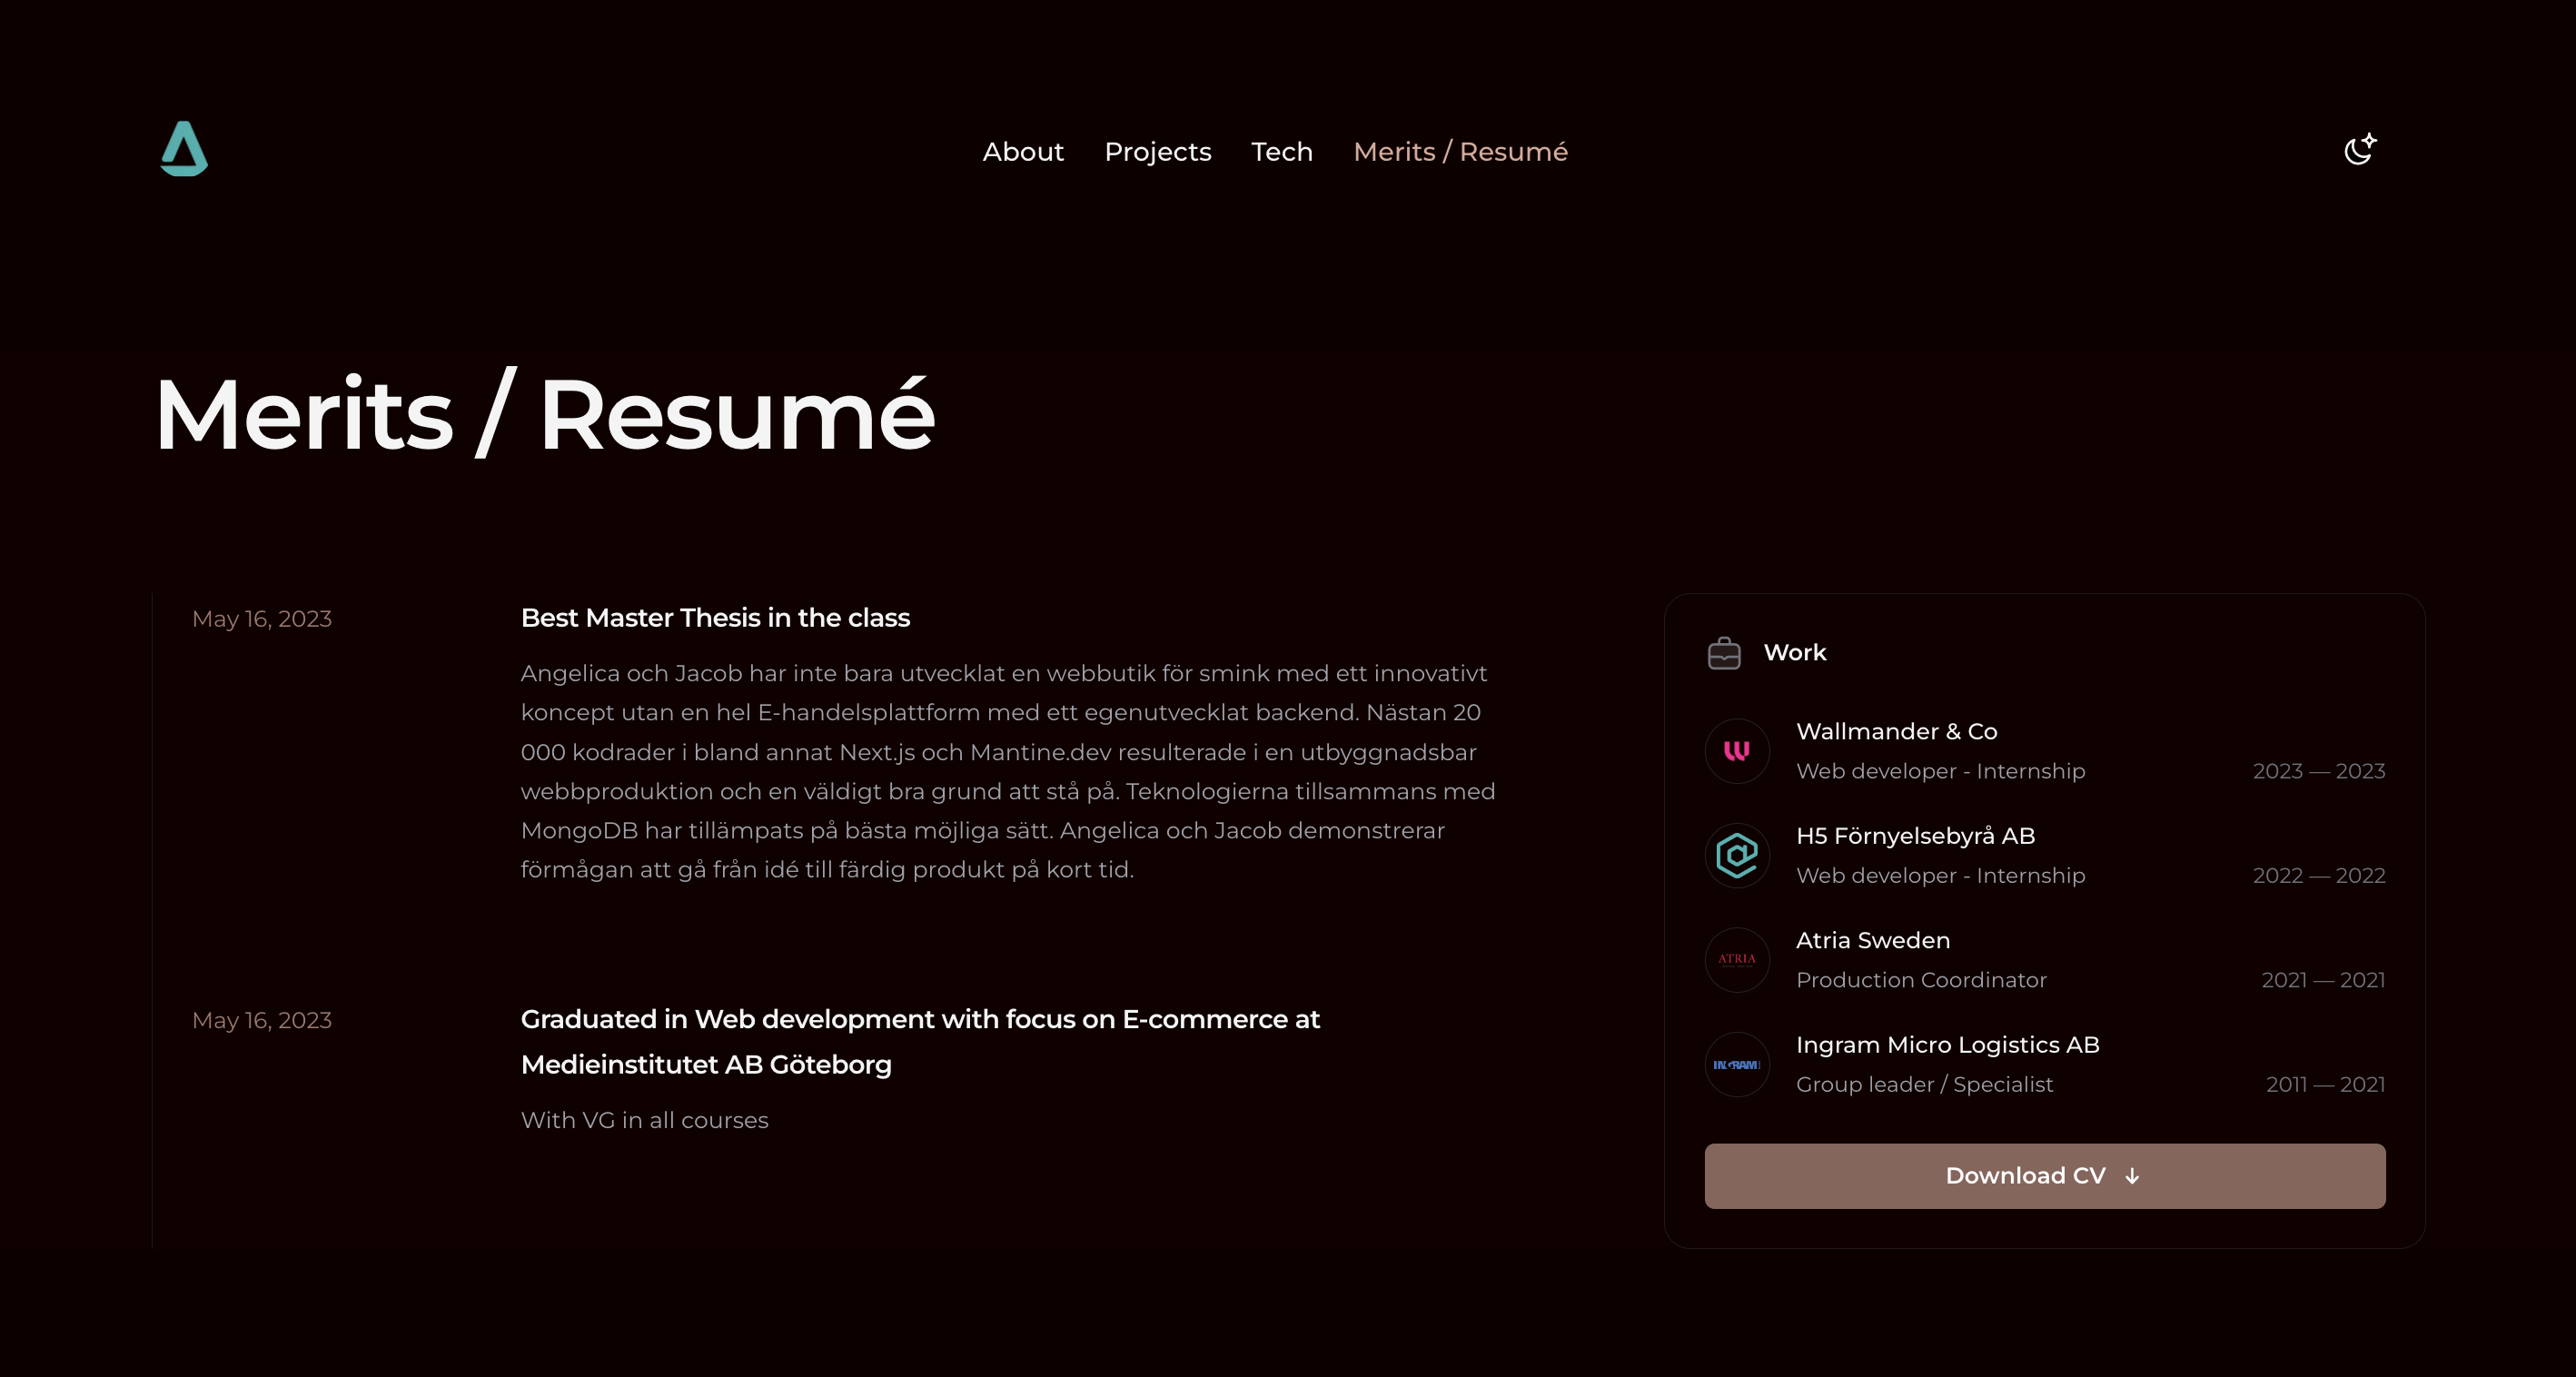 About Projects Tech Merits / Resumé
Merits / Resumé
May 16, 2023
Best Master Thesis in the class
Angelica och Jacob har inte bara utvecklat en webbutik för smink med ett innovativt
koncept utan en hel E-handelsplattform med ett egenutvecklat backend. Nästan 20
000 kodrader i bland annat Next.js och Mantine.dev resulterade i en utbyggnadsbar
webbproduktion och en väldigt bra grund att stå på. Teknologierna tillsammans med
MongoDB har tillämpats på bästa möjliga sätt. Angelica och Jacob demonstrerar
förmågan att gå från idé till färdig produkt på kort tid.
May 16, 2023
Graduated in Web development with focus on E-commerce at
Medieinstitutet AB Göteborg
With VG in all courses
Work
Wallmander & Co
Web developer - Internship 2023 — 2023
H5 Förnyelsebyrå AB
Web developer - Internship 2022 — 2022
ATRIA
Atria Sweden
Production Coordinator 2021 — 2021
INGRAM
Ingram Micro Logistics AB
Group leader / Specialist 2011 — 2021
Download CV ↓